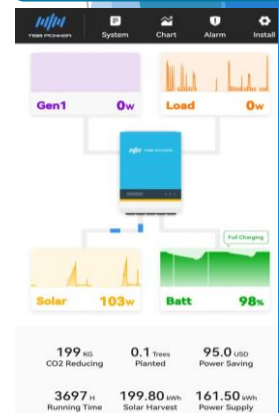 TBB POWER
System
Chart
Alarm
Install
Gen1 0w
Load 0w
TBB POWER
Full Charging
Solar 103w
Batt 98%
199 KG
CO2 Reducing
0.1 Trees
Planted
95.0 USD
Power Saving
3697 H
Running Time
199.80 kWh
Solar Harvest
161.50 kWh
Power Supply